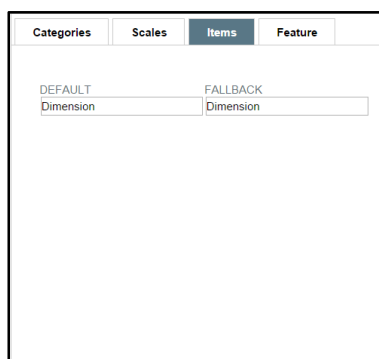 Categories Scales Items Feature
DEFAULT FALLBACK
Dimension Dimension